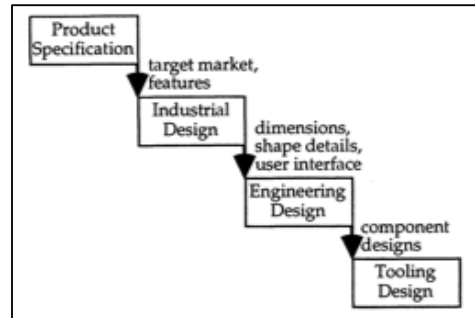 Product
Specification
target market,
features
Industrial
Design
dimensions,
shape details,
user interface
Engineering
Design
component
designs
Tooling
Design